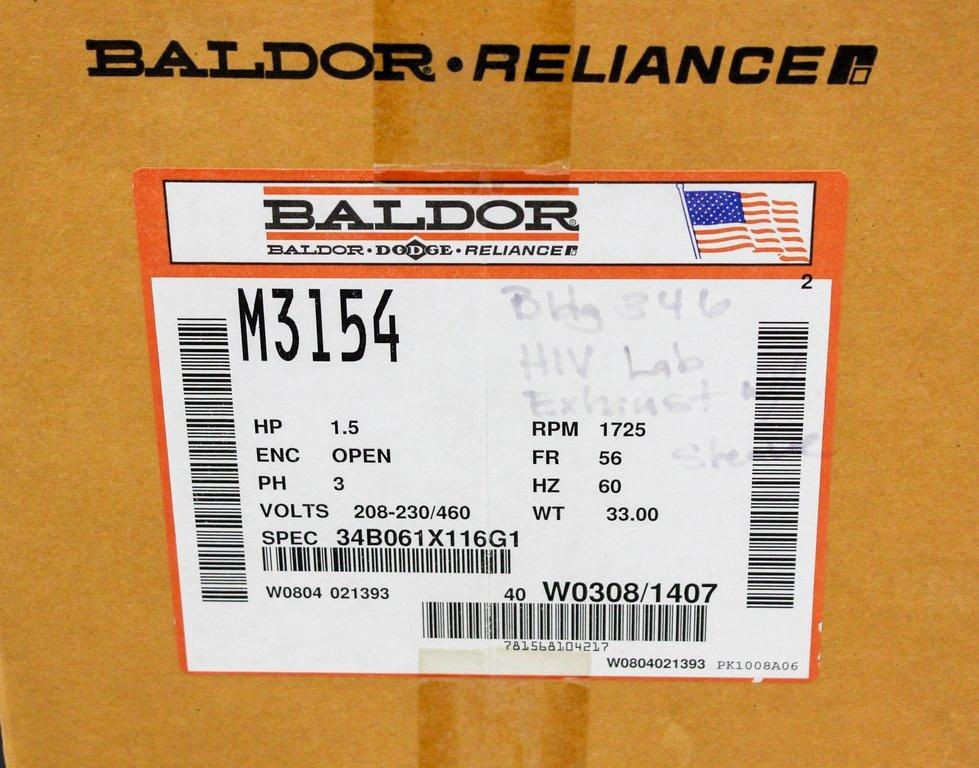 BALDOR • RELIANCE
BALDOR
BALDOR • DODGE • RELIANCE
2
M3154
Bldg 346
HIV Lab
Exhaust
HP 1.5
ENC OPEN
PH 3
VOLTS 208-230/460
SPEC 34B061X116G1
RPM 1725
FR 56
HZ 60
WT 33.00
W0804 021393
40 W0308/1407
781568104217
W0804021393 PK1008A06